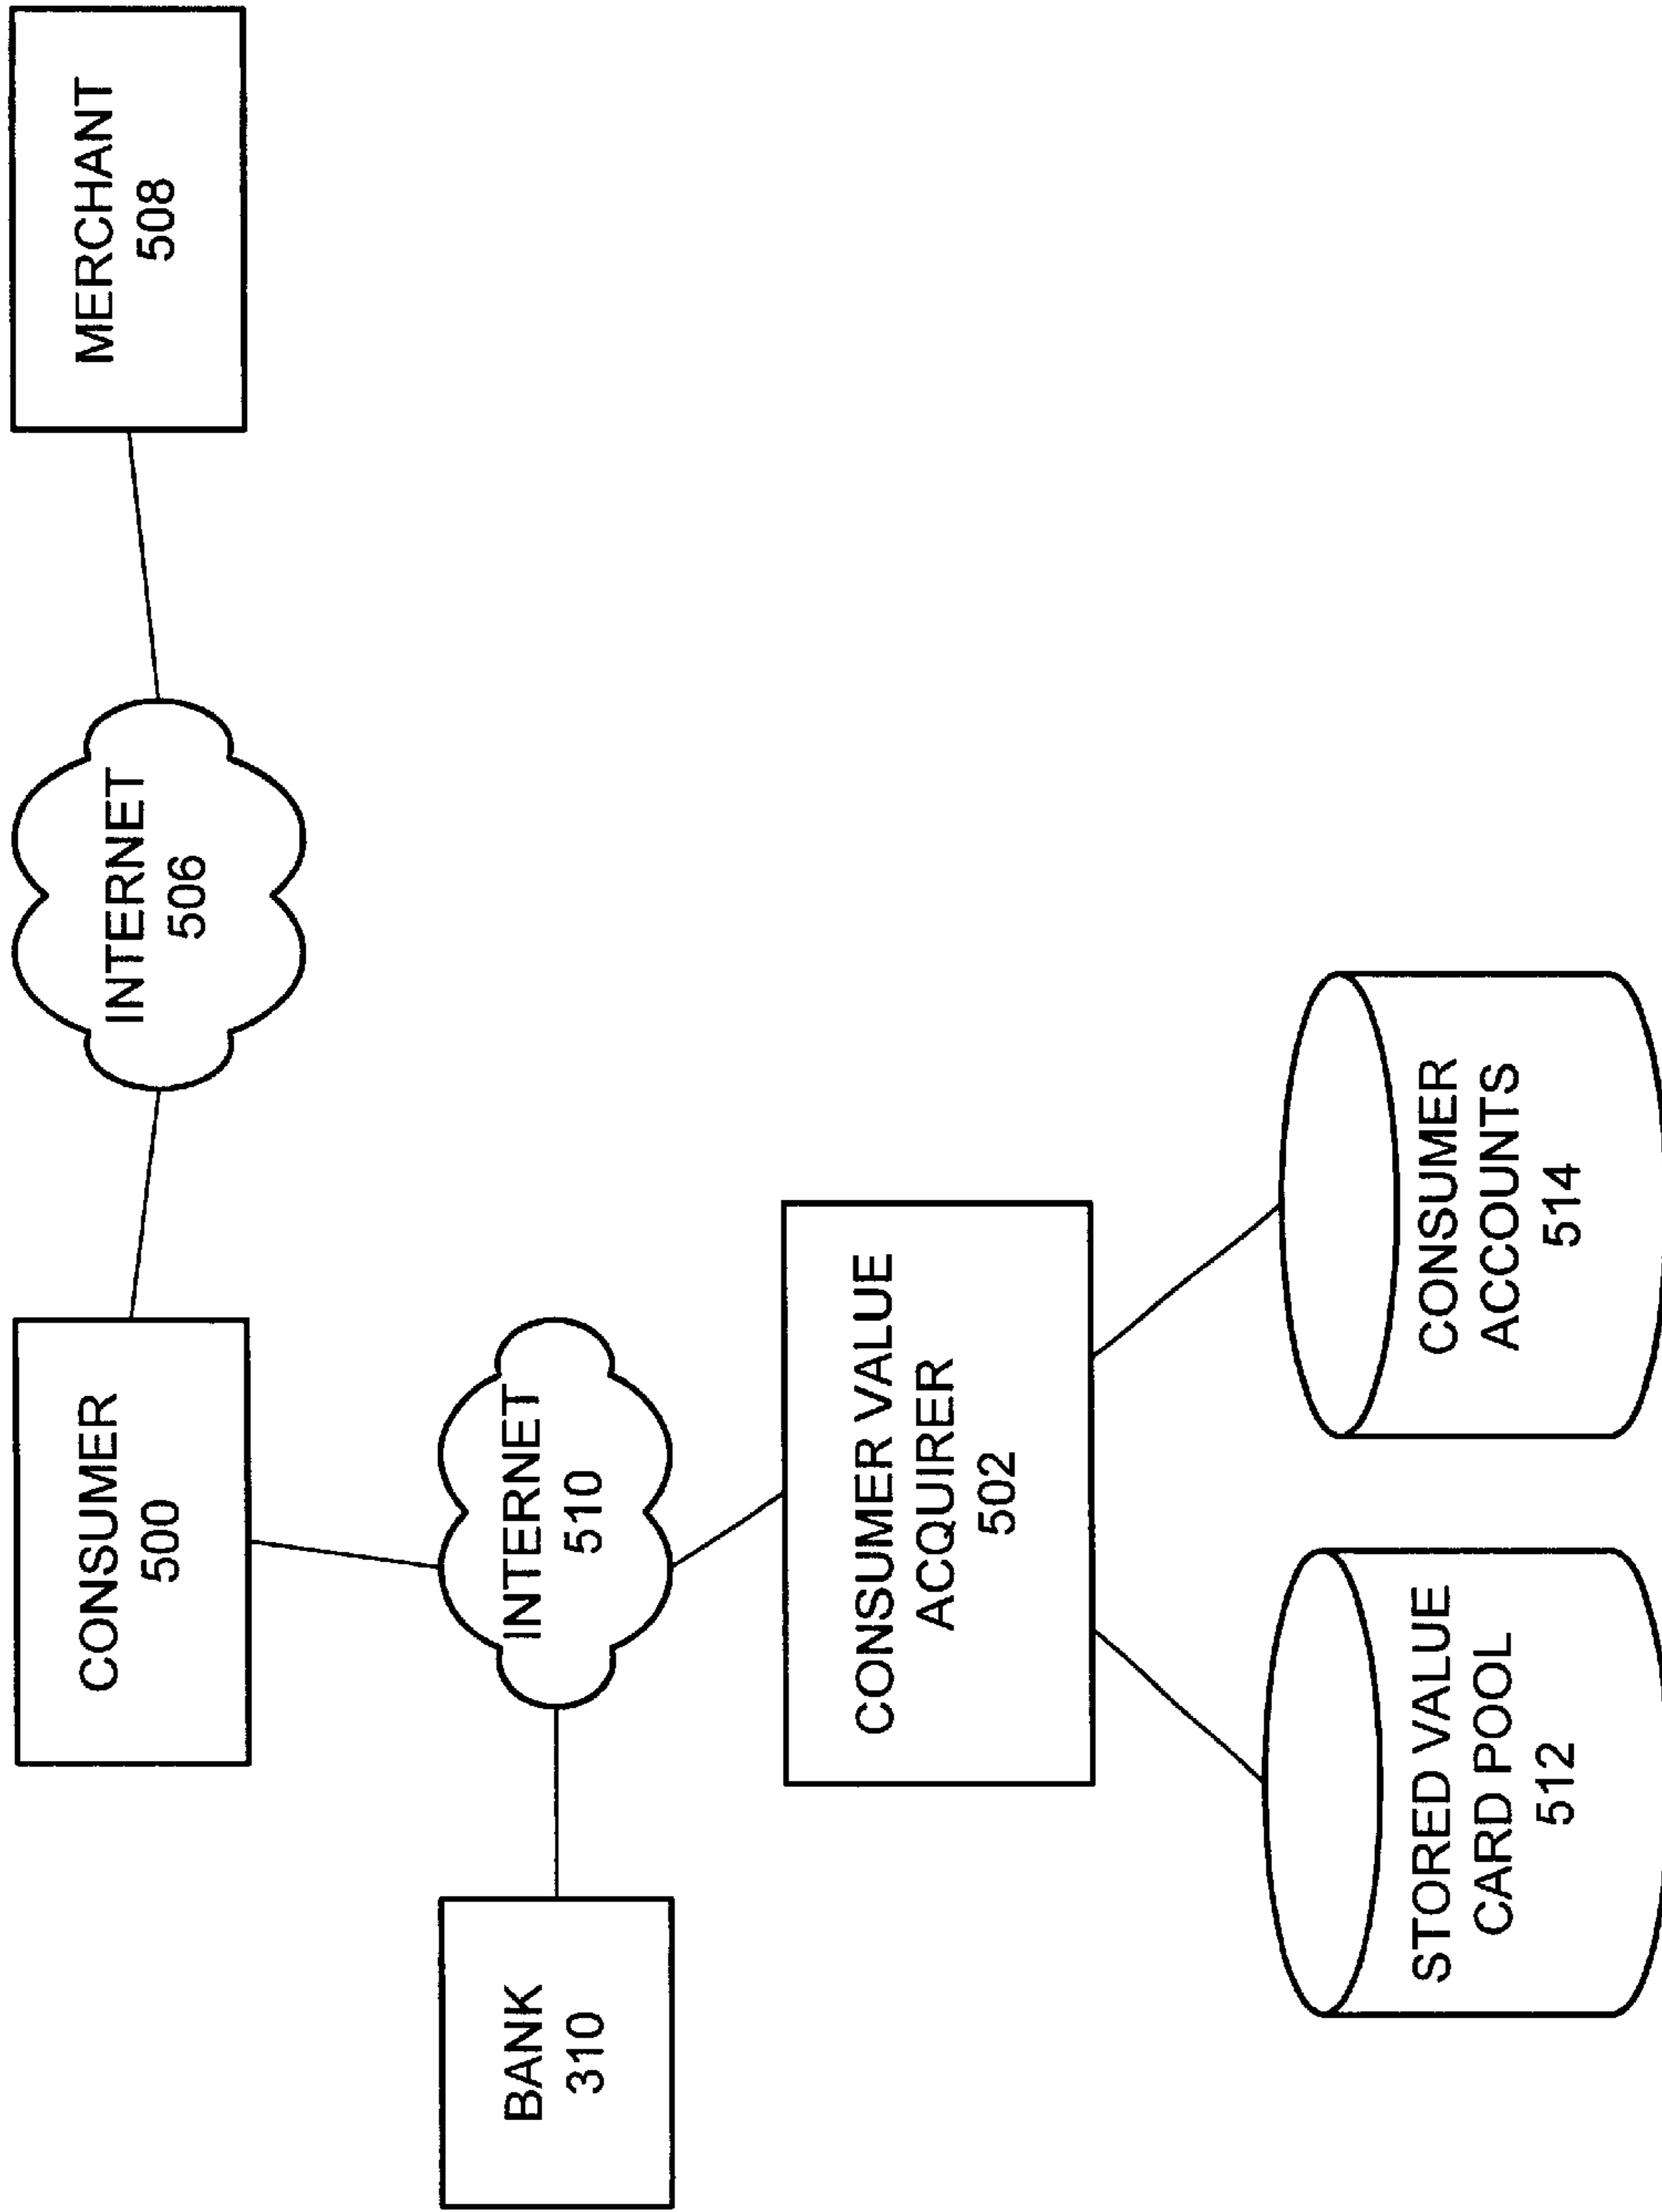 CONSUMER
500
INTERNET
506
MERCHANT
508
BANK
310
INTERNET
510
CONSUMER VALUE
ACQUIRER
502
STORED VALUE
CARD POOL
512
CONSUMER
ACCOUNTS
514